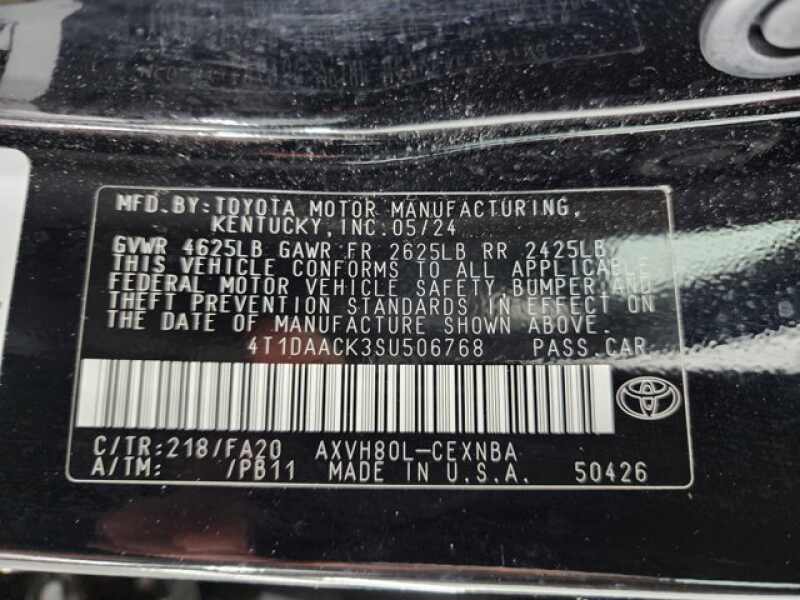 MFD.BY:TOYOTA MOTOR MANUFACTURING,
KENTUCKY,INC.05/24
GVWR 4625LB GAWR FR 2625LB RR 2425LB
THIS VEHICLE CONFORMS TO ALL APPLICABLE
FEDERAL MOTOR VEHICLE SAFETY BUMPER,AND
THEFT PREVENTION STANDARDS IN EFFECT ON
THE DATE OF MANUFACTURE SHOWN ABOVE.
4T1DAACK3SU506768 PASS.CAR
C/TR:218/FA20 AXVH80L-CEXNBA
A/TM: /PB11 MADE IN U.S.A. 50426